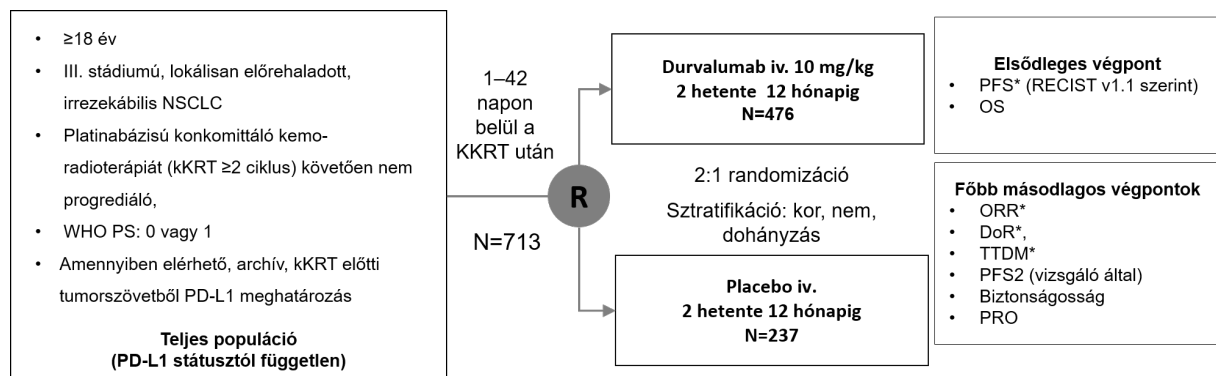 • ≥18 év
• III. stádiumú, lokálisan előrehaladott,
irrezekábilis NSCLC
• Platinabázisú konkomittáló kemo-
radioterápiát (kKRT ≥2 ciklus) követően nem
progrediáló,
• WHO PS: 0 vagy 1
• Amennyiben elérhető, archív, kKRT előtti
tumorszövetből PD-L1 meghatározás
Teljes populáció
(PD-L1 státusztól független)
1–42
napon
belül a
KKRT után
R
N=713
Durvalumab iv. 10 mg/kg
2 hetente 12 hónapig
N=476
2:1 randomizáció
Sztratifikáció: kor, nem,
dohányzás
Placebo iv.
2 hetente 12 hónapig
N=237
Elsődleges végpont
• PFS* (RECIST v1.1 szerint)
• OS
Főbb másodlagos végpontok
• ORR*
• DoR*,
• TTDM*
• PFS2 (vizsgáló által)
• Biztonságosság
• PRO